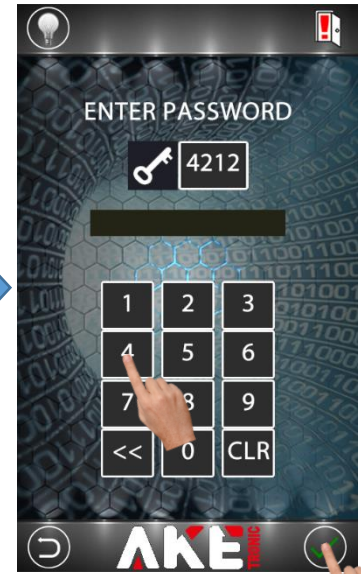 ENTER PASSWORD
4212
1 2 3
4 5 6
7 8 9
<< 0 CLR
AKE TRONIC